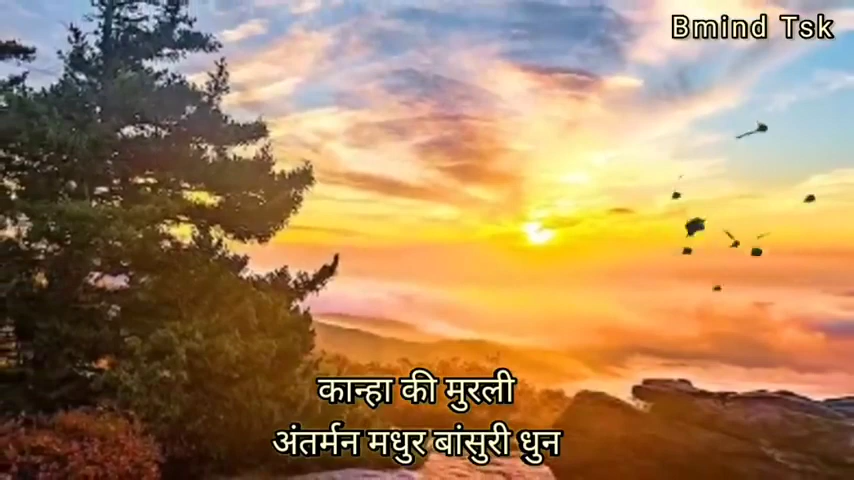 Bmind Tsk
कान्हा की मुरली
अंतर्मन मधुर बांसुरी धुन